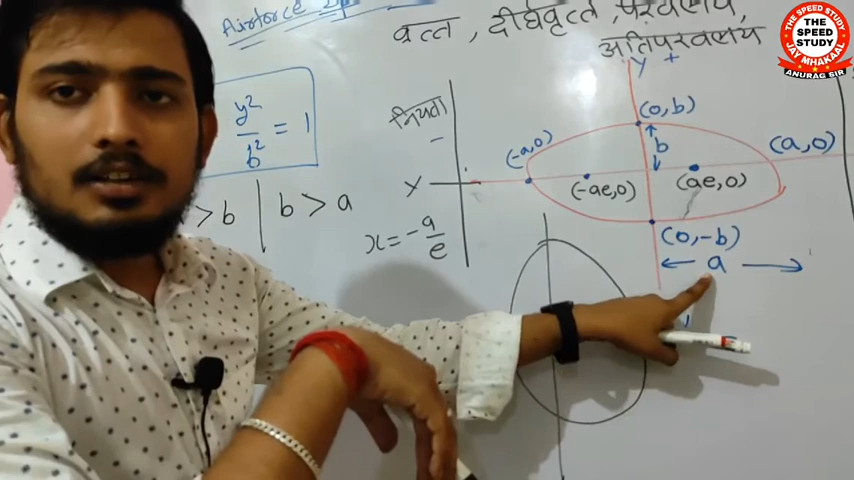 Airforce
वृत्त, दीर्घवृत्त, परवलय,
अतिपरवलय
THE SPEED STUDY
THE
SPEED
STUDY
JAY MHAKAAL
ANURAG SIR
y²/b² = 1
> b | b > a
नियता
x = -a/e
X
y +
(0, b)
(-a, 0)
b
(a, 0)
(-ae, 0)
(ae, 0)
(0, -b)
← a →